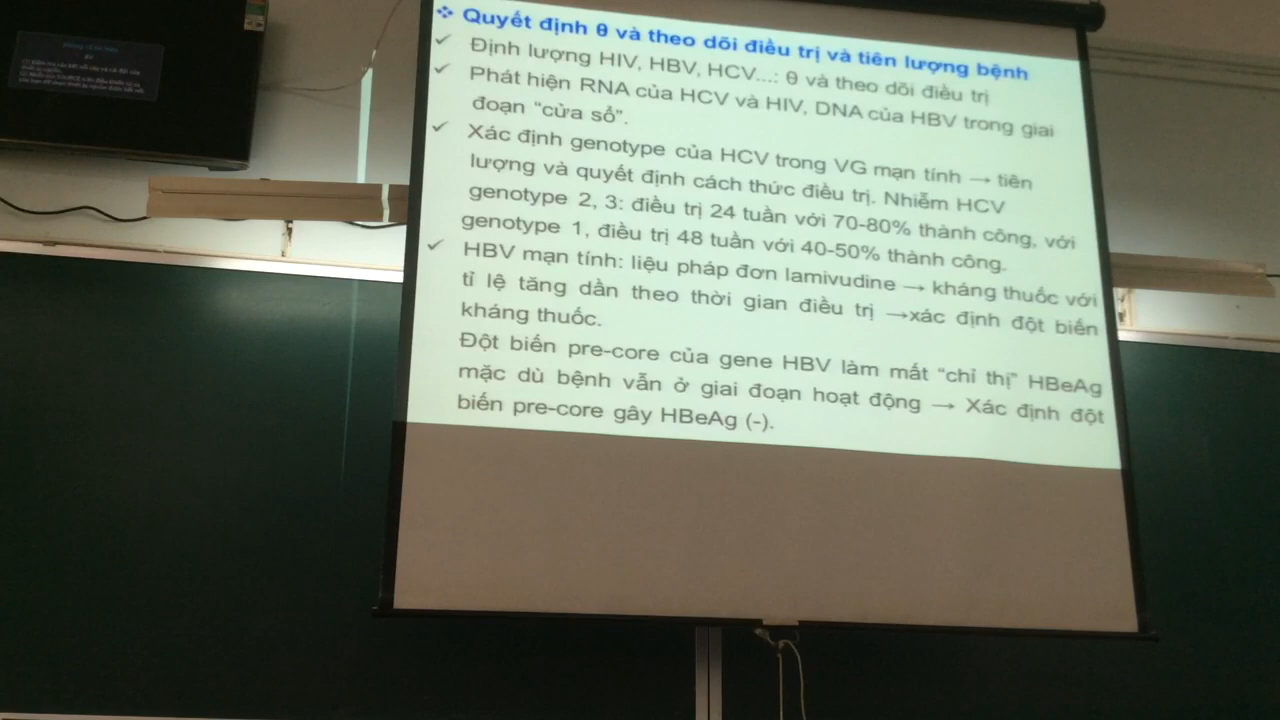 ❖ Quyết định θ và theo dõi điều trị và tiên lượng bệnh
✓ Định lượng HIV, HBV, HCV...: θ và theo dõi điều trị
✓ Phát hiện RNA của HCV và HIV, DNA của HBV trong giai
đoạn “cửa sổ”.
✓ Xác định genotype của HCV trong VG mạn tính → tiên
lượng và quyết định cách thức điều trị. Nhiễm HCV
genotype 2, 3: điều trị 24 tuần với 70-80% thành công, với
genotype 1, điều trị 48 tuần với 40-50% thành công.
✓ HBV mạn tính: liệu pháp đơn lamivudine → kháng thuốc với
tỉ lệ tăng dần theo thời gian điều trị →xác định đột biến
kháng thuốc.
Đột biến pre-core của gene HBV làm mất “chỉ thị” HBeAg
mặc dù bệnh vẫn ở giai đoạn hoạt động → Xác định đột
biến pre-core gây HBeAg (-).